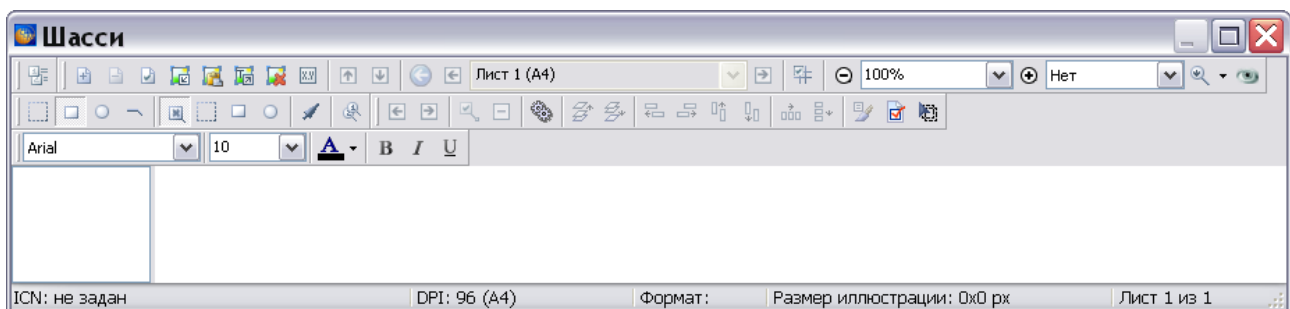 Шасси
Лист 1 (A4) 100% Нет
Arial 10 A B I U
ICN: не задан DPI: 96 (A4) Формат: Размер иллюстрации: 0x0 px Лист 1 из 1